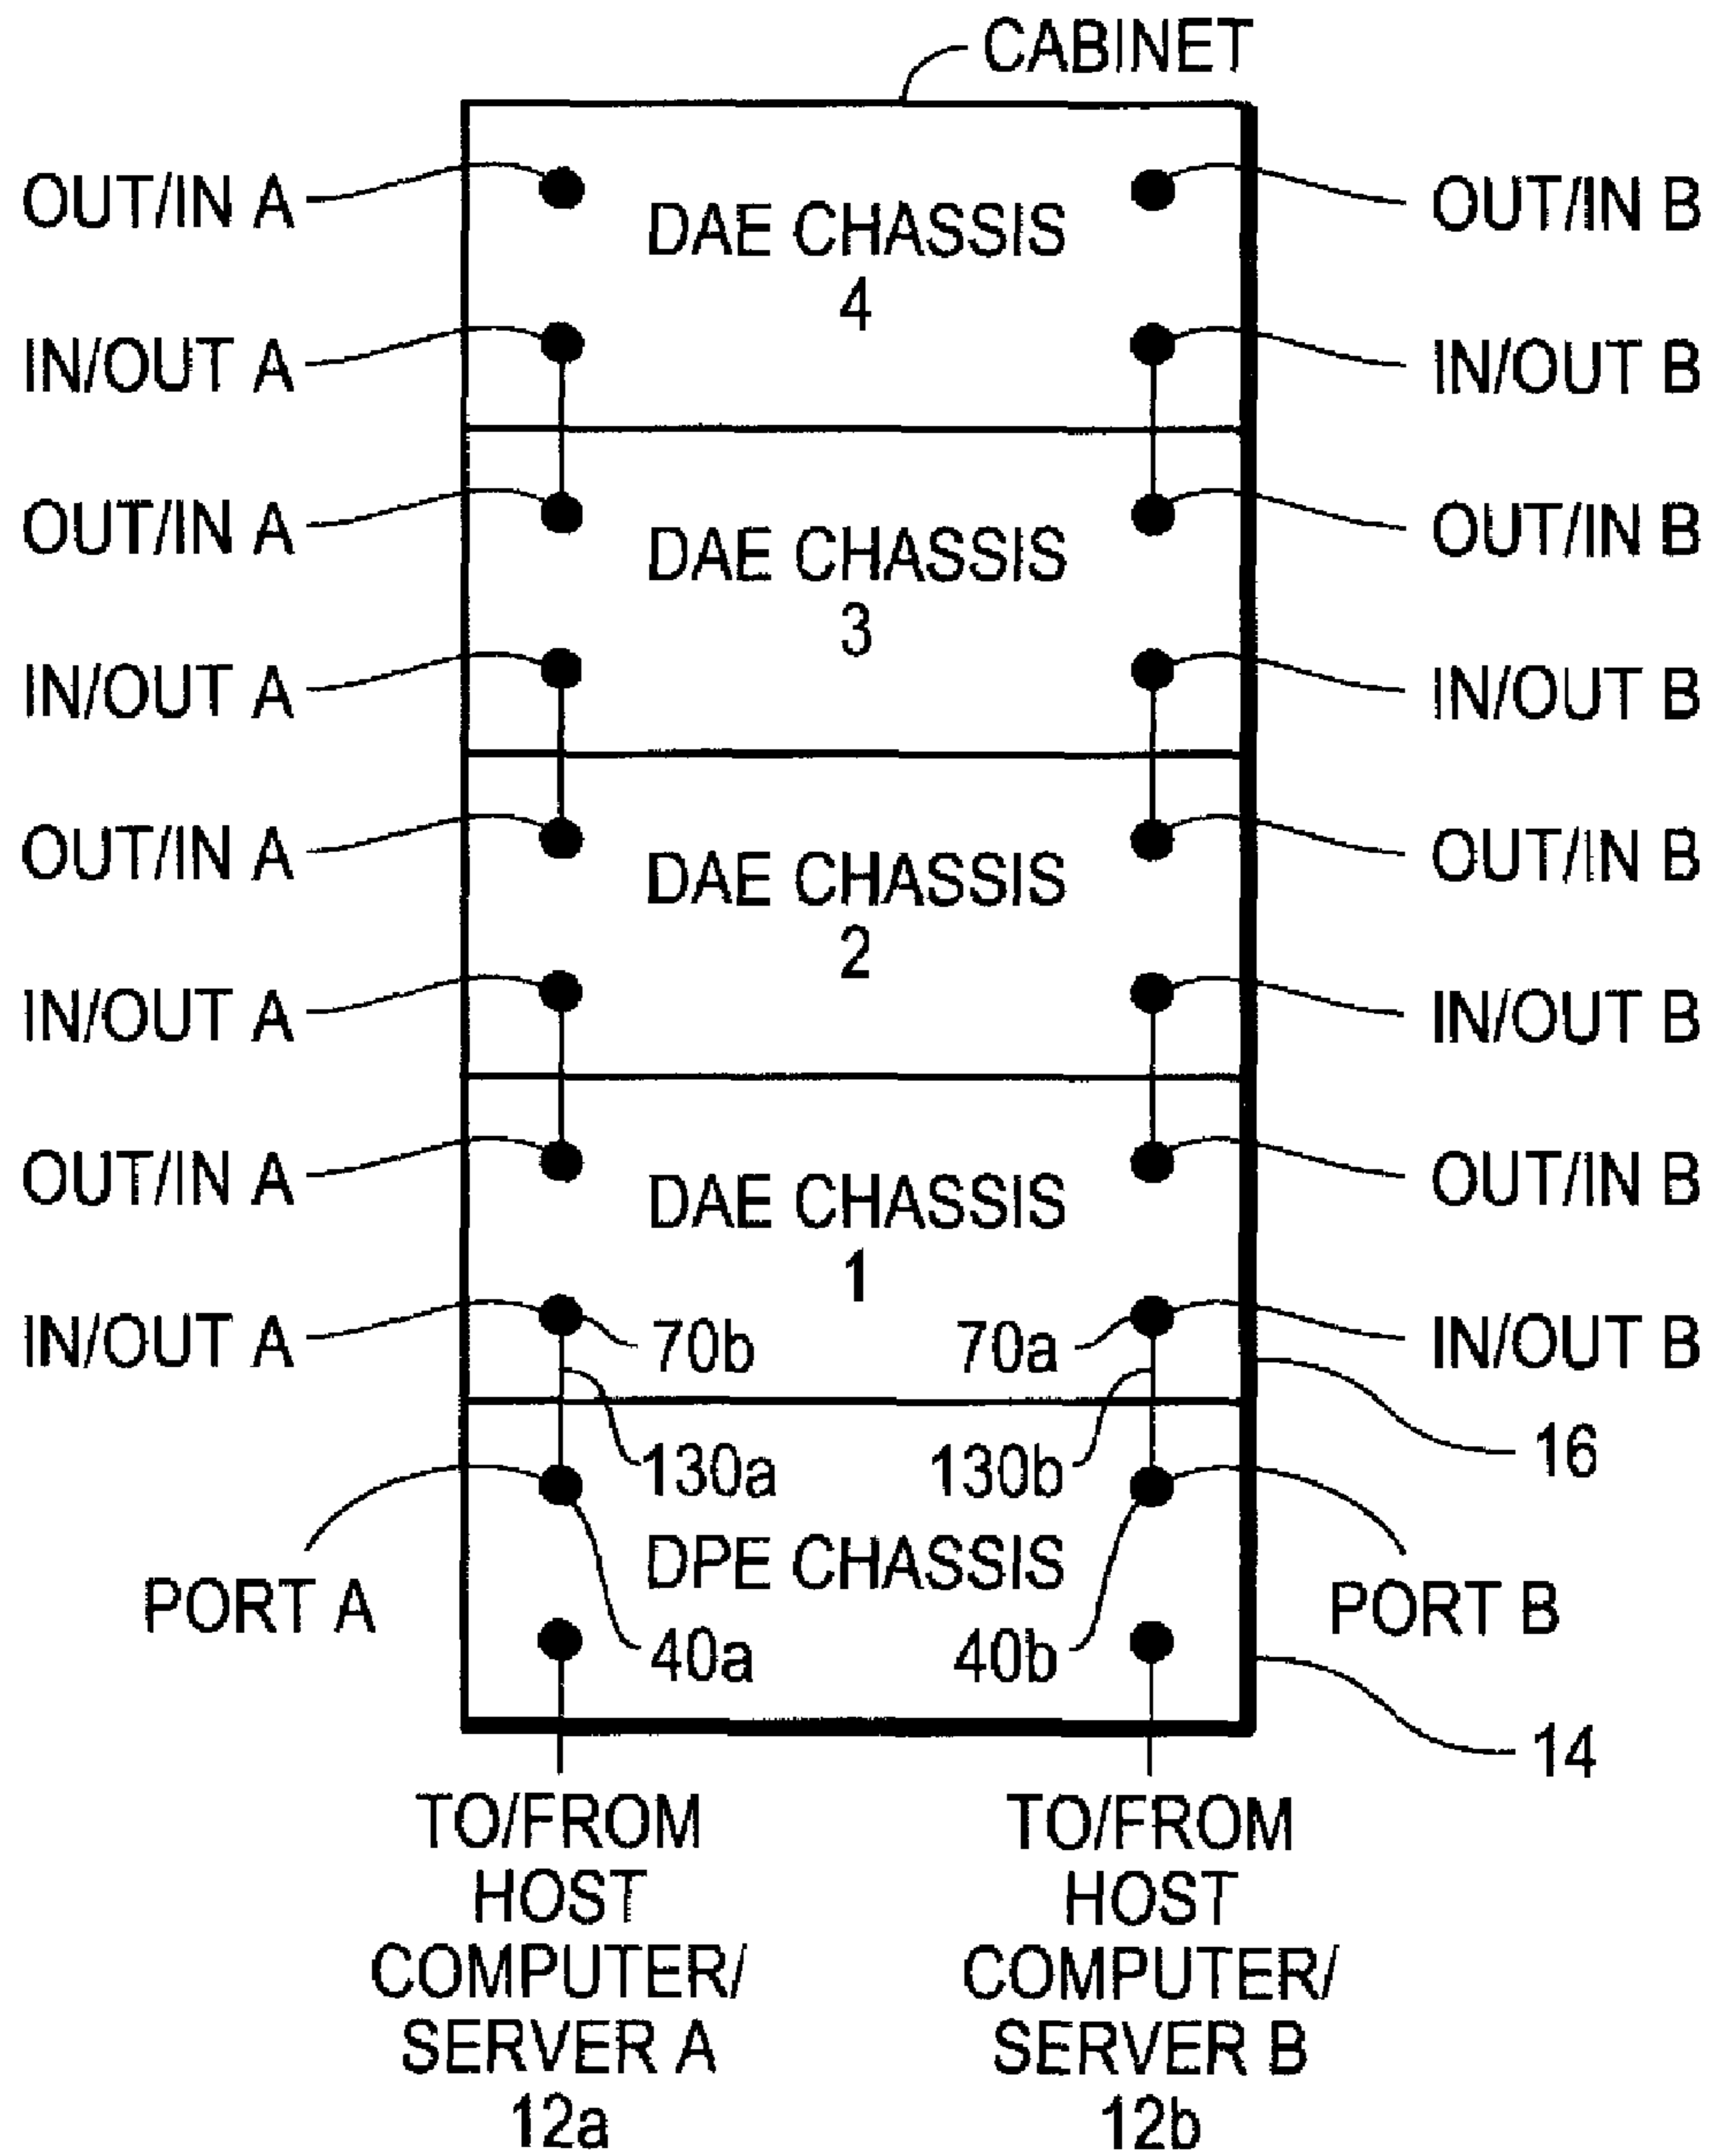 CABINET
OUT/IN A
DAE CHASSIS
4
OUT/IN B
IN/OUT A
IN/OUT B
OUT/IN A
DAE CHASSIS
3
OUT/IN B
IN/OUT A
IN/OUT B
OUT/IN A
DAE CHASSIS
2
OUT/IN B
IN/OUT A
IN/OUT B
OUT/IN A
DAE CHASSIS
1
OUT/IN B
IN/OUT A
70b
70a
IN/OUT B
130a
130b
16
PORT A
DPE CHASSIS
PORT B
40a
40b
14
TO/FROM
HOST
COMPUTER/
SERVER A
12a
TO/FROM
HOST
COMPUTER/
SERVER B
12b